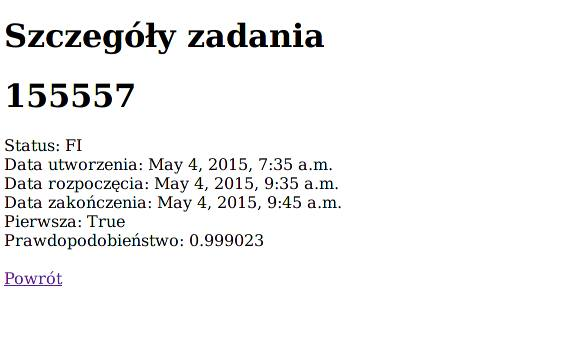 Szczegóły zadania
155557
Status: FI
Data utworzenia: May 4, 2015, 7:35 a.m.
Data rozpoczęcia: May 4, 2015, 9:35 a.m.
Data zakończenia: May 4, 2015, 9:45 a.m.
Pierwsza: True
Prawdopodobieństwo: 0.999023
Powrót